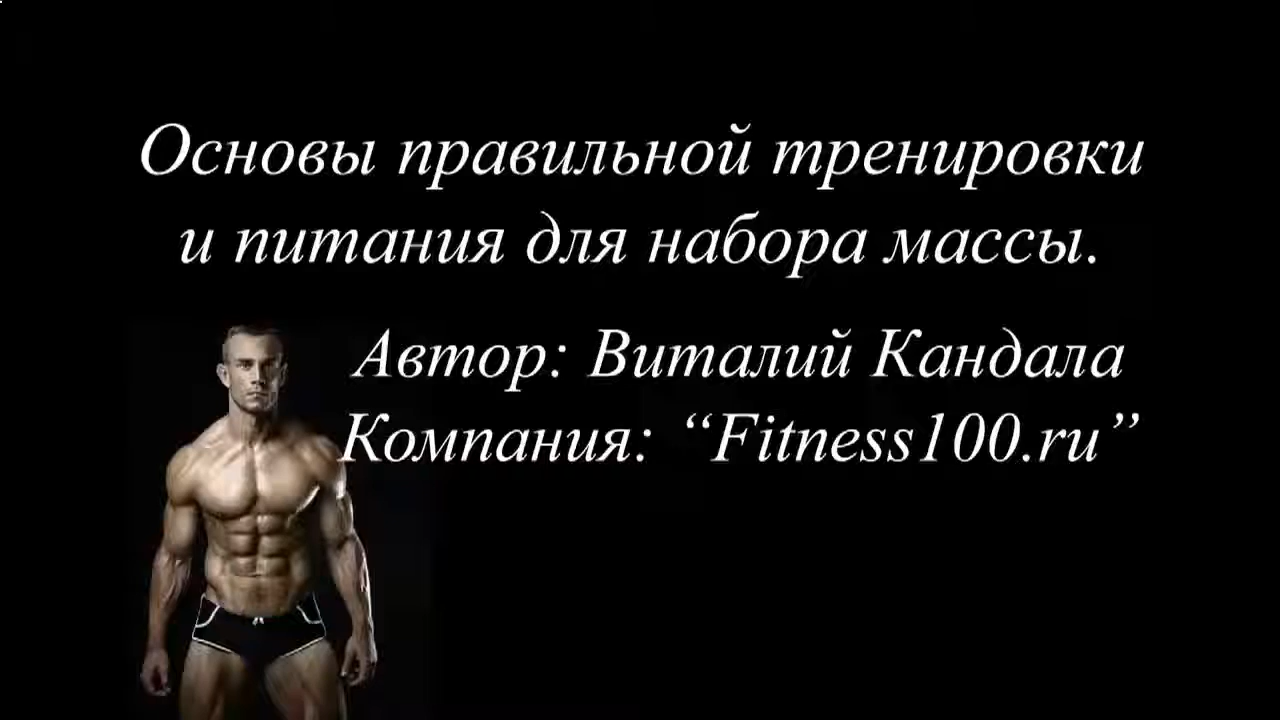 Основы правильной тренировки
и питания для набора массы.
Автор: Виталий Кандала
Компания: “Fitness100.ru”